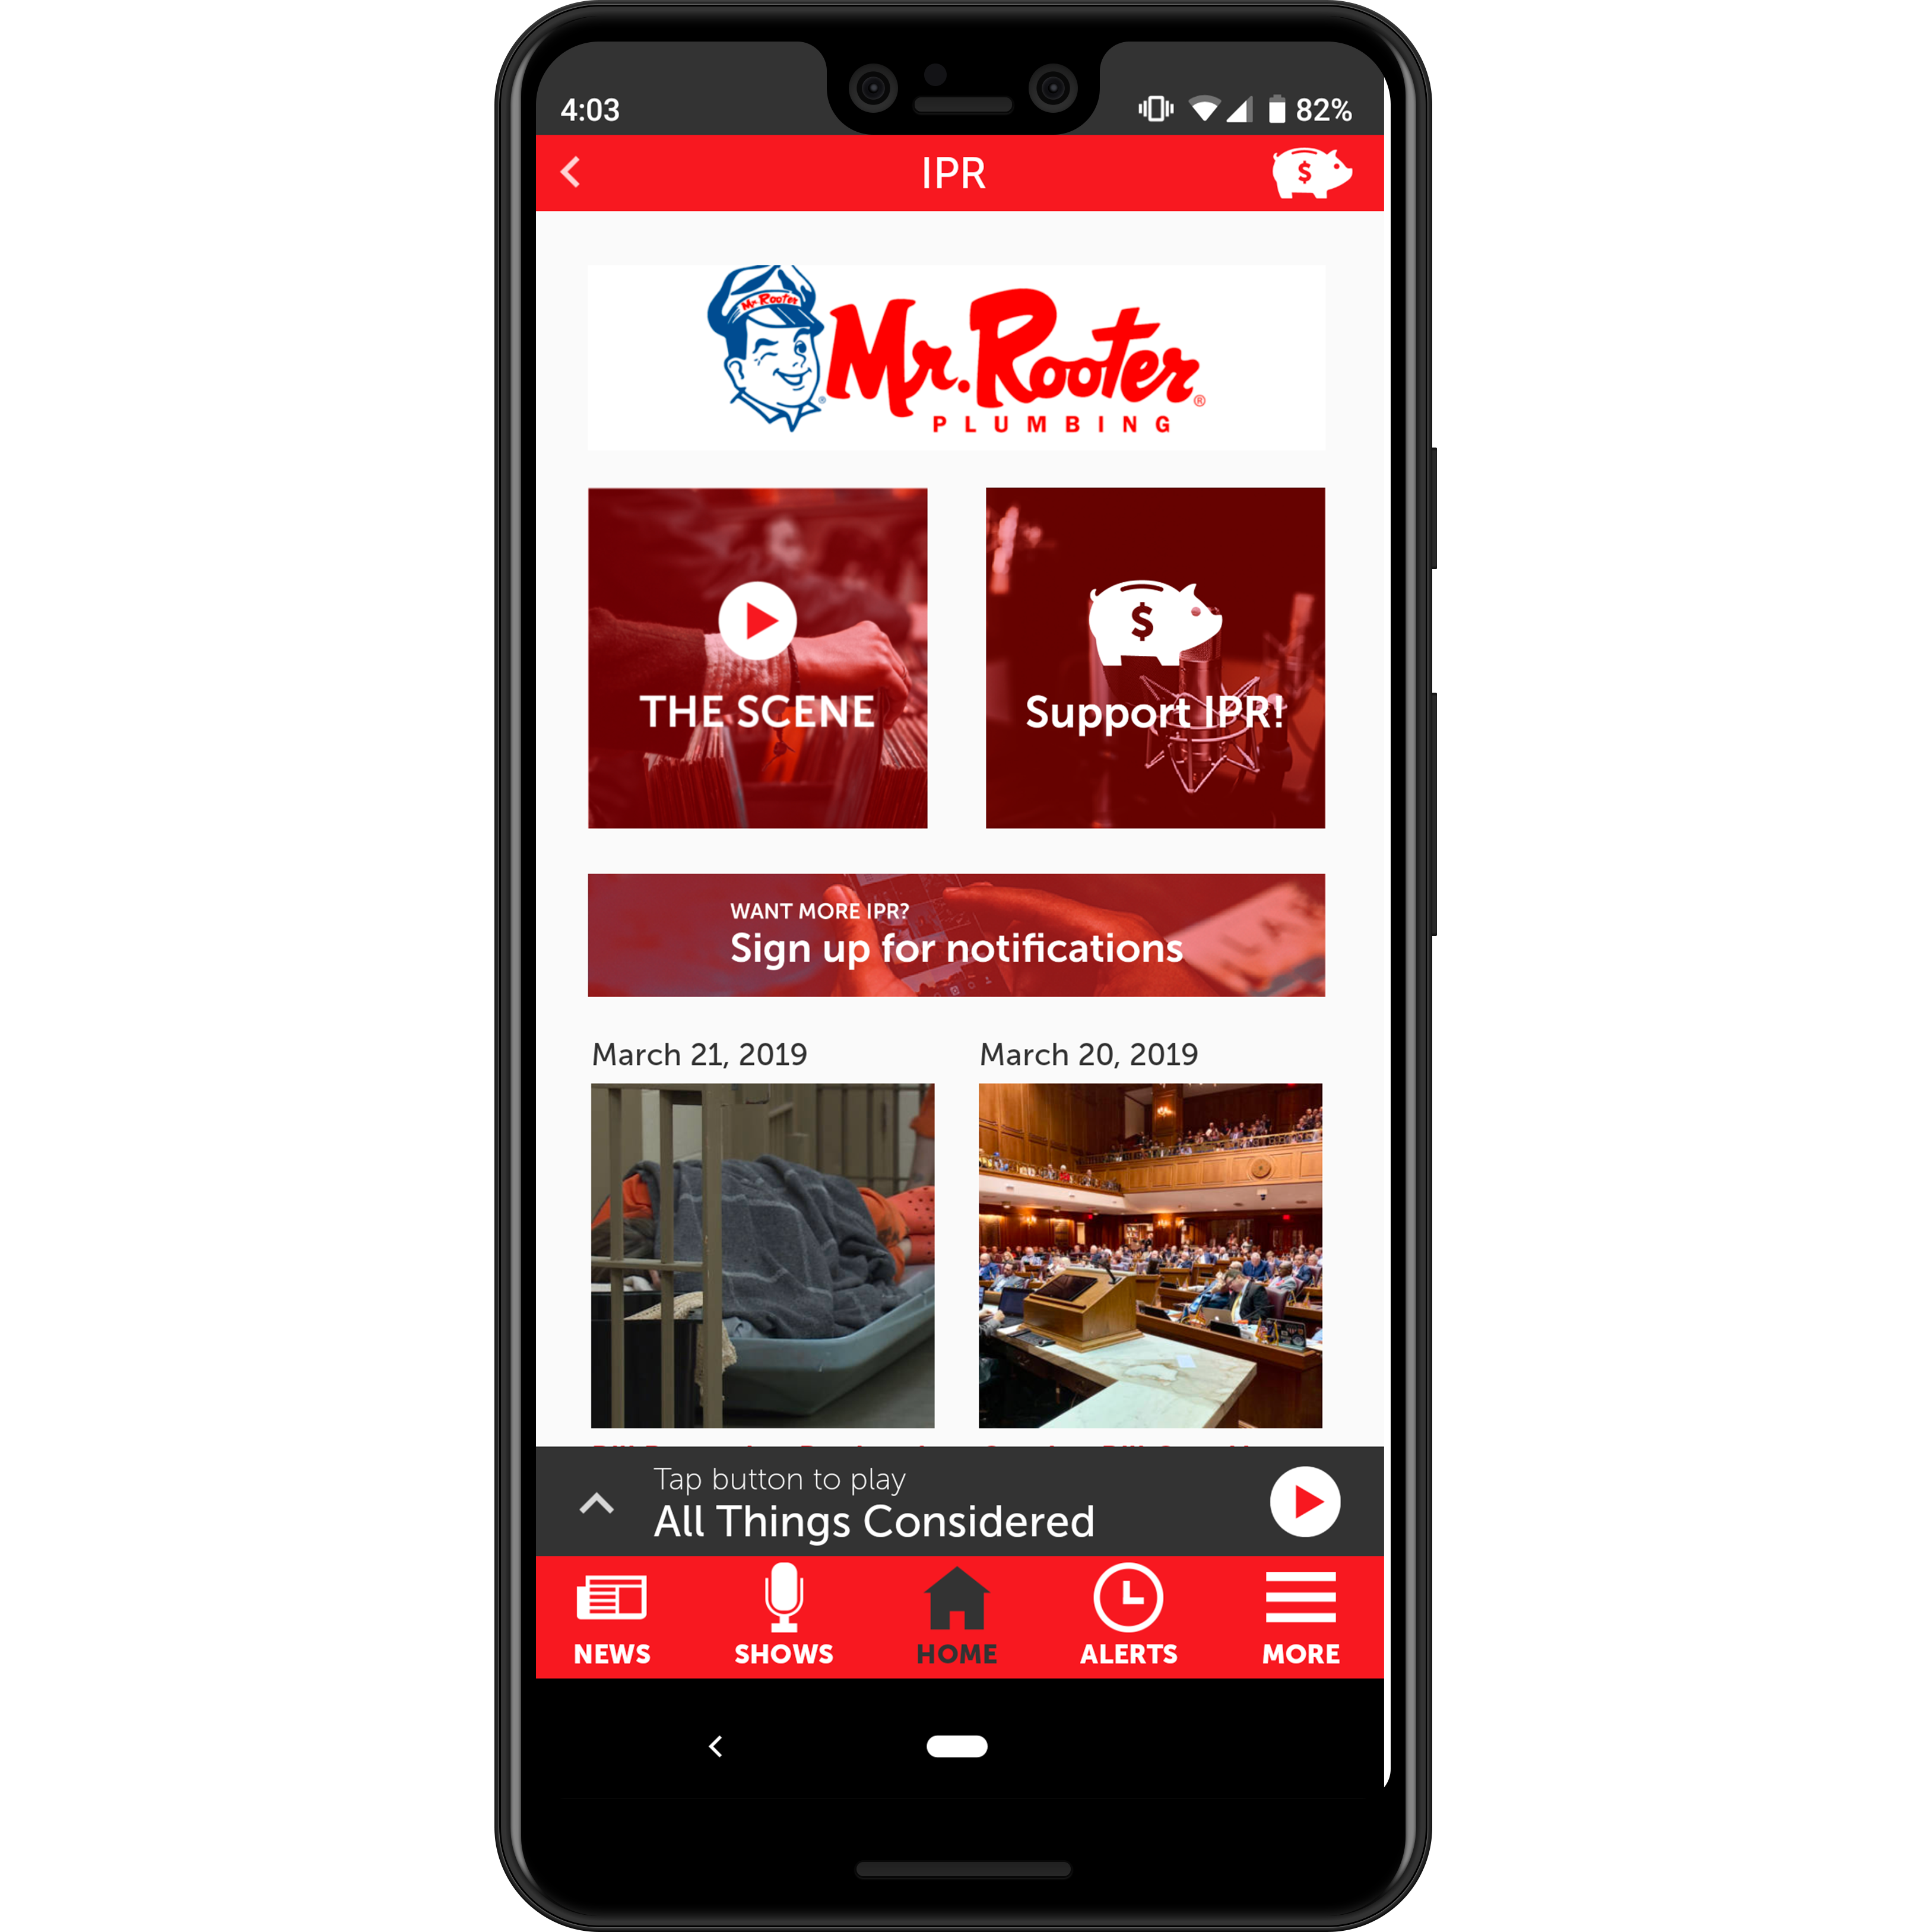 4:03
82%
IPR
$
Mr. Rooter
Mr. Rooter®
PLUMBING
THE SCENE
$
Support IPR!
WANT MORE IPR?
Sign up for notifications
March 21, 2019
March 20, 2019
Tap button to play
All Things Considered
NEWS
SHOWS
HOME
ALERTS
MORE